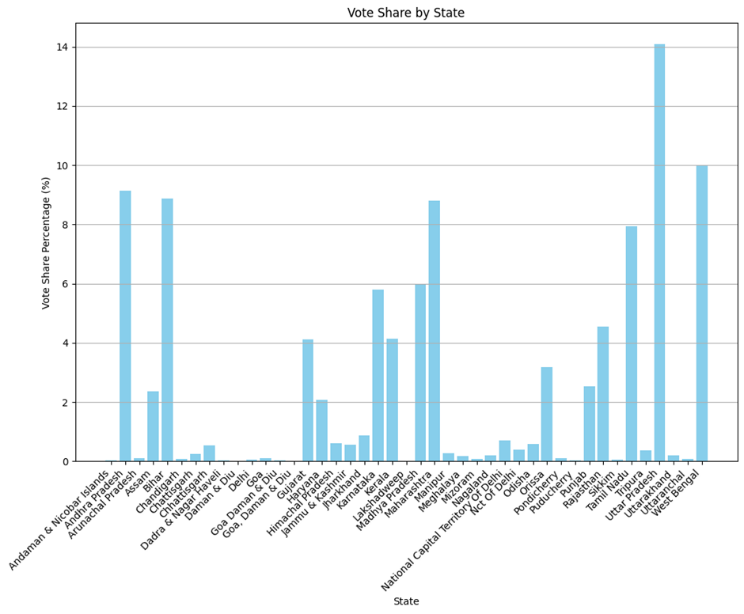 Vote Share by State
Vote Share Percentage (%)
14
12
10
8
6
4
2
0
Andaman & Nicobar Islands
Andhra Pradesh
Arunachal Pradesh
Assam
Bihar
Chandigarh
Chattisgarh
Chhattisgarh
Dadra & Nagar Haveli
Daman & Diu
Delhi
Goa
Goa Daman & Diu
Goa, Daman & Diu
Gujarat
Haryana
Himachal Pradesh
Jammu & Kashmir
Jharkhand
Karnataka
Kerala
Lakshadweep
Madhya Pradesh
Maharashtra
Manipur
Meghalaya
Mizoram
Nagaland
National Capital Territory Of Delhi
Nct Of Delhi
Odisha
Orissa
Pondicherry
Puducherry
Punjab
Rajasthan
Sikkim
Tamil Nadu
Tripura
Uttar Pradesh
Uttarakhand
Uttaranchal
West Bengal
State